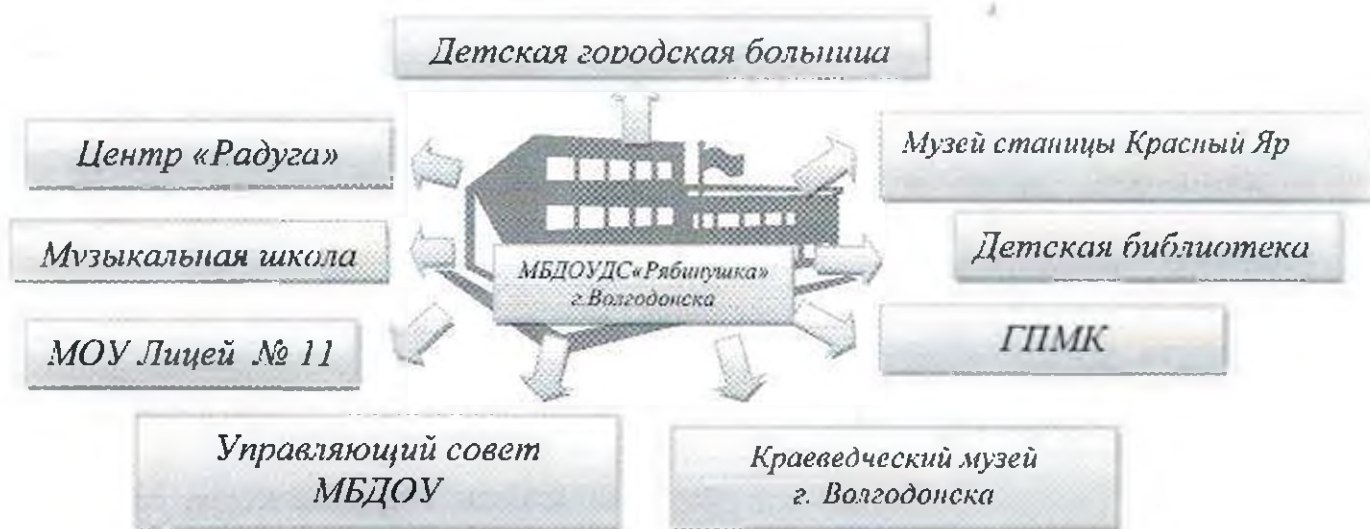 Детская городская больница
Центр «Радуга»
Музей станицы Красный Яр
Музыкальная школа
Детская библиотека
МБДОУДС«Рябинушка»
г.Волгодонска
МОУ Лицей № 11
ГПМК
Управляющий совет
МБДОУ
Краеведческий музей
г. Волгодонска